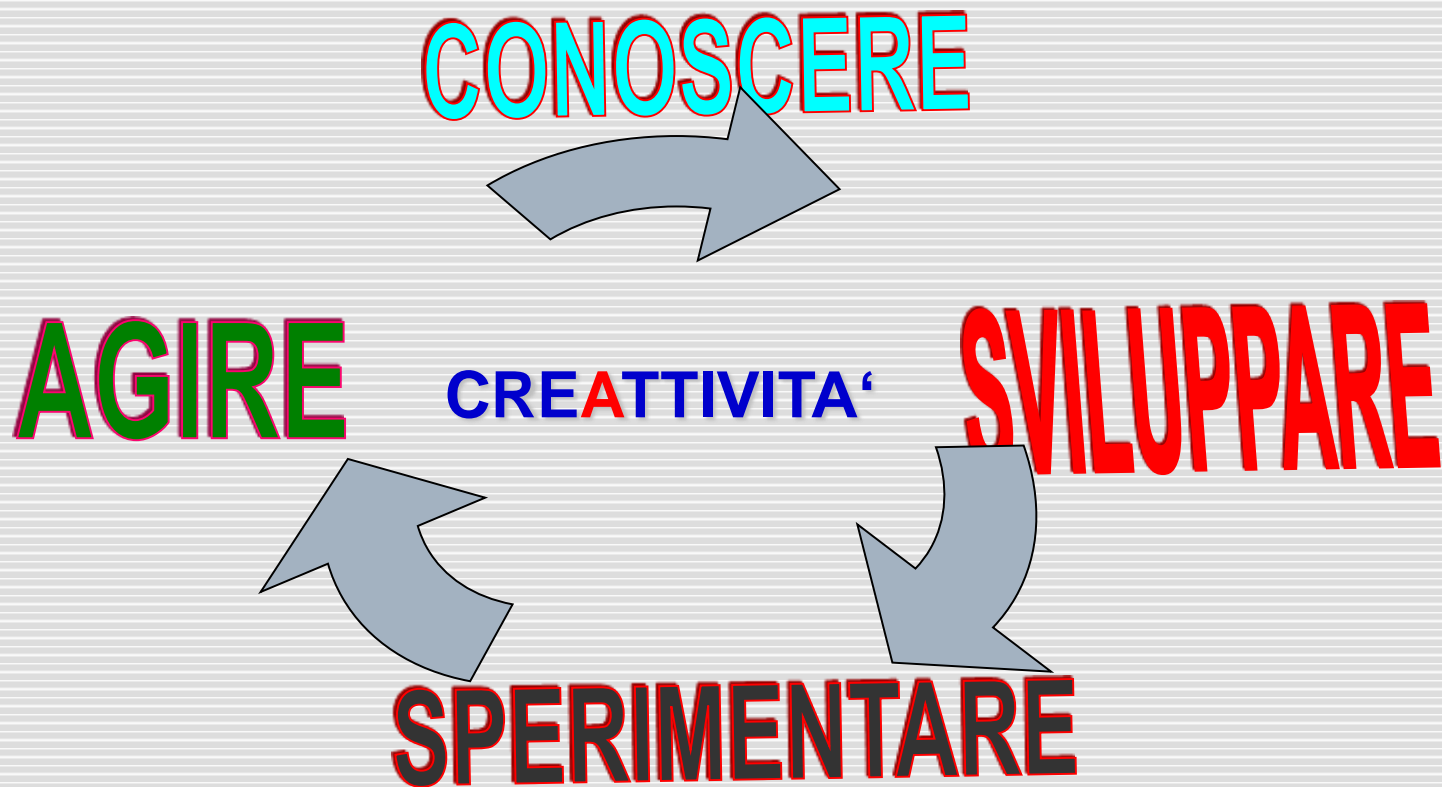 CONOSCERE
AGIRE
CREATTIVITA‘
SVILUPPARE
SPERIMENTARE